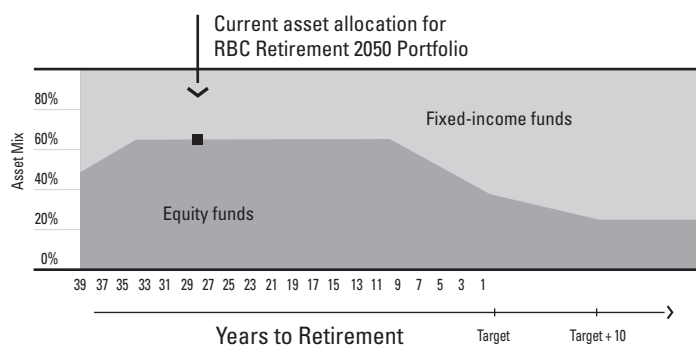 Current asset allocation for
RBC Retirement 2050 Portfolio
80%
Fixed-income funds
60%
Asset Mix
40%
Equity funds
20%
0%
39 37 35 33 31 29 27 25 23 21 19 17 15 13 11 9 7 5 3 1
Years to Retirement
Target
Target + 10